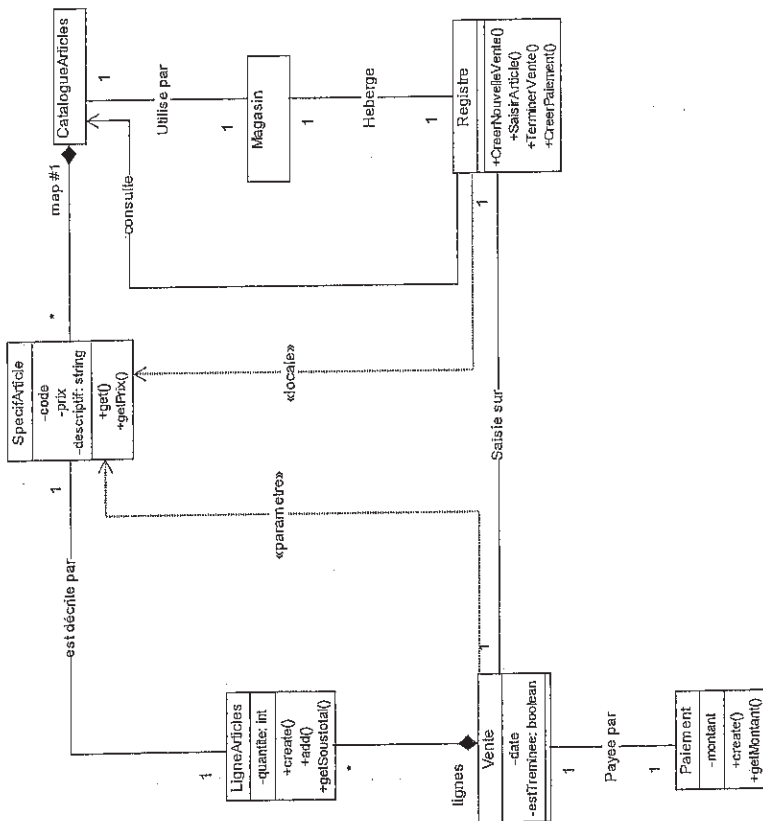 CatalogueArticles
1
Utilise par
1
Magasin
1
Heberge
1
Registre
+CreerNouvelleVente()
+SaisirArticle()
+TerminerVente()
+CreerPaiement()
1
map #1
*
consulte
SpecifArticle
-code
-prix
-descriptif: string
+get()
+getPrix()
«locale»
«parametre»
Saisie sur
1
est décrite par
1
LigneArticles
-quantite: int
+create()
+add()
+getSoustotal()
*
lignes
1
Vente
-date
-estTreminee: boolean
1
Payee par
1
Paiement
-montant
+create()
+getMontant()